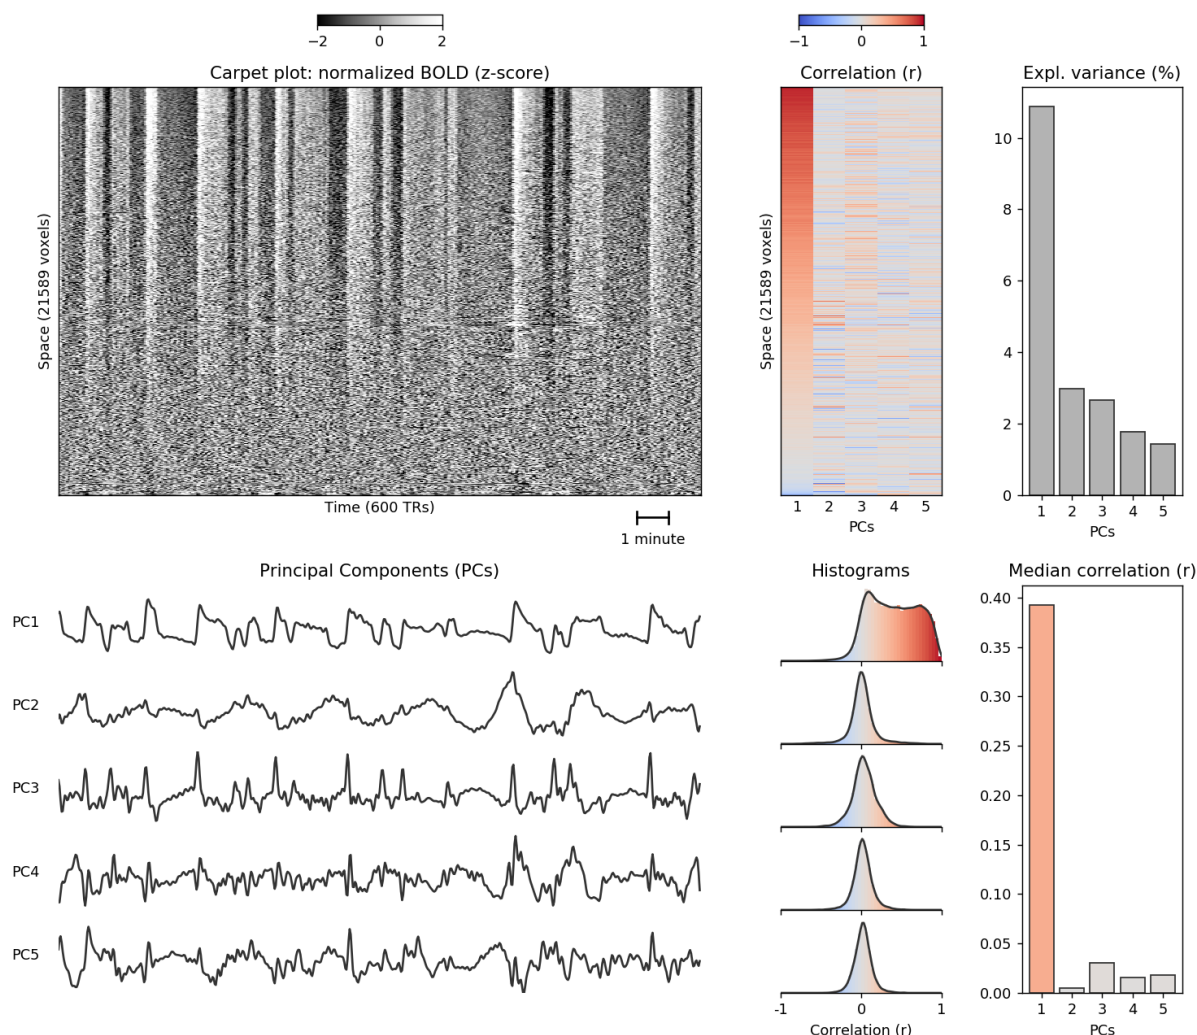 −2 0 2
−1 0 1
Carpet plot: normalized BOLD (z-score)
Correlation (r)
Expl. variance (%)
Space (21589 voxels)
Time (600 TRs)
1 minute
Space (21589 voxels)
1 2 3 4 5
PCs
10
8
6
4
2
0
1 2 3 4 5
PCs
Principal Components (PCs)
PC1
PC2
PC3
PC4
PC5
Histograms
-1 0 1
Correlation (r)
Median correlation (r)
0.40
0.35
0.30
0.25
0.20
0.15
0.10
0.05
0.00
1 2 3 4 5
PCs